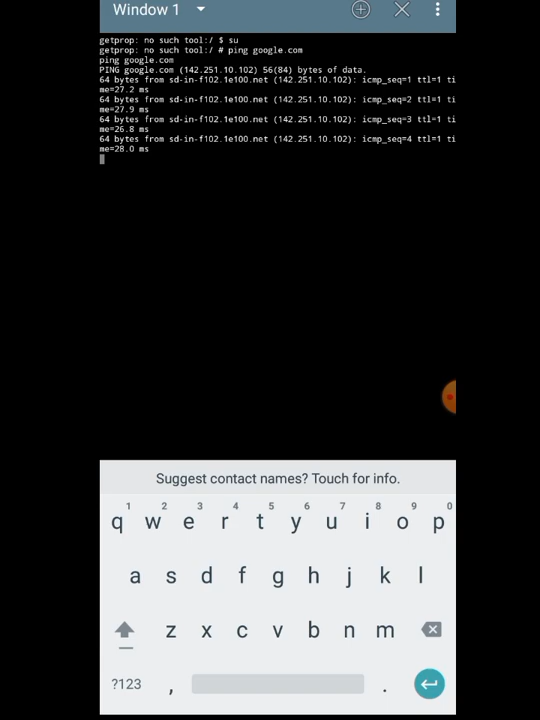 Window 1
getprop: no such tool:/ $ su
getprop: no such tool:/ # ping google.com
ping google.com
PING google.com (142.251.10.102) 56(84) bytes of data.
64 bytes from sd-in-f102.1e100.net (142.251.10.102): icmp_seq=1 ttl=1 ti
me=27.2 ms
64 bytes from sd-in-f102.1e100.net (142.251.10.102): icmp_seq=2 ttl=1 ti
me=27.9 ms
64 bytes from sd-in-f102.1e100.net (142.251.10.102): icmp_seq=3 ttl=1 ti
me=26.8 ms
64 bytes from sd-in-f102.1e100.net (142.251.10.102): icmp_seq=4 ttl=1 ti
me=28.0 ms
Suggest contact names? Touch for info.
1 2 3 4 5 6 7 8 9 0
q w e r t y u i o p
a s d f g h j k l
z x c v b n m
?123 , .